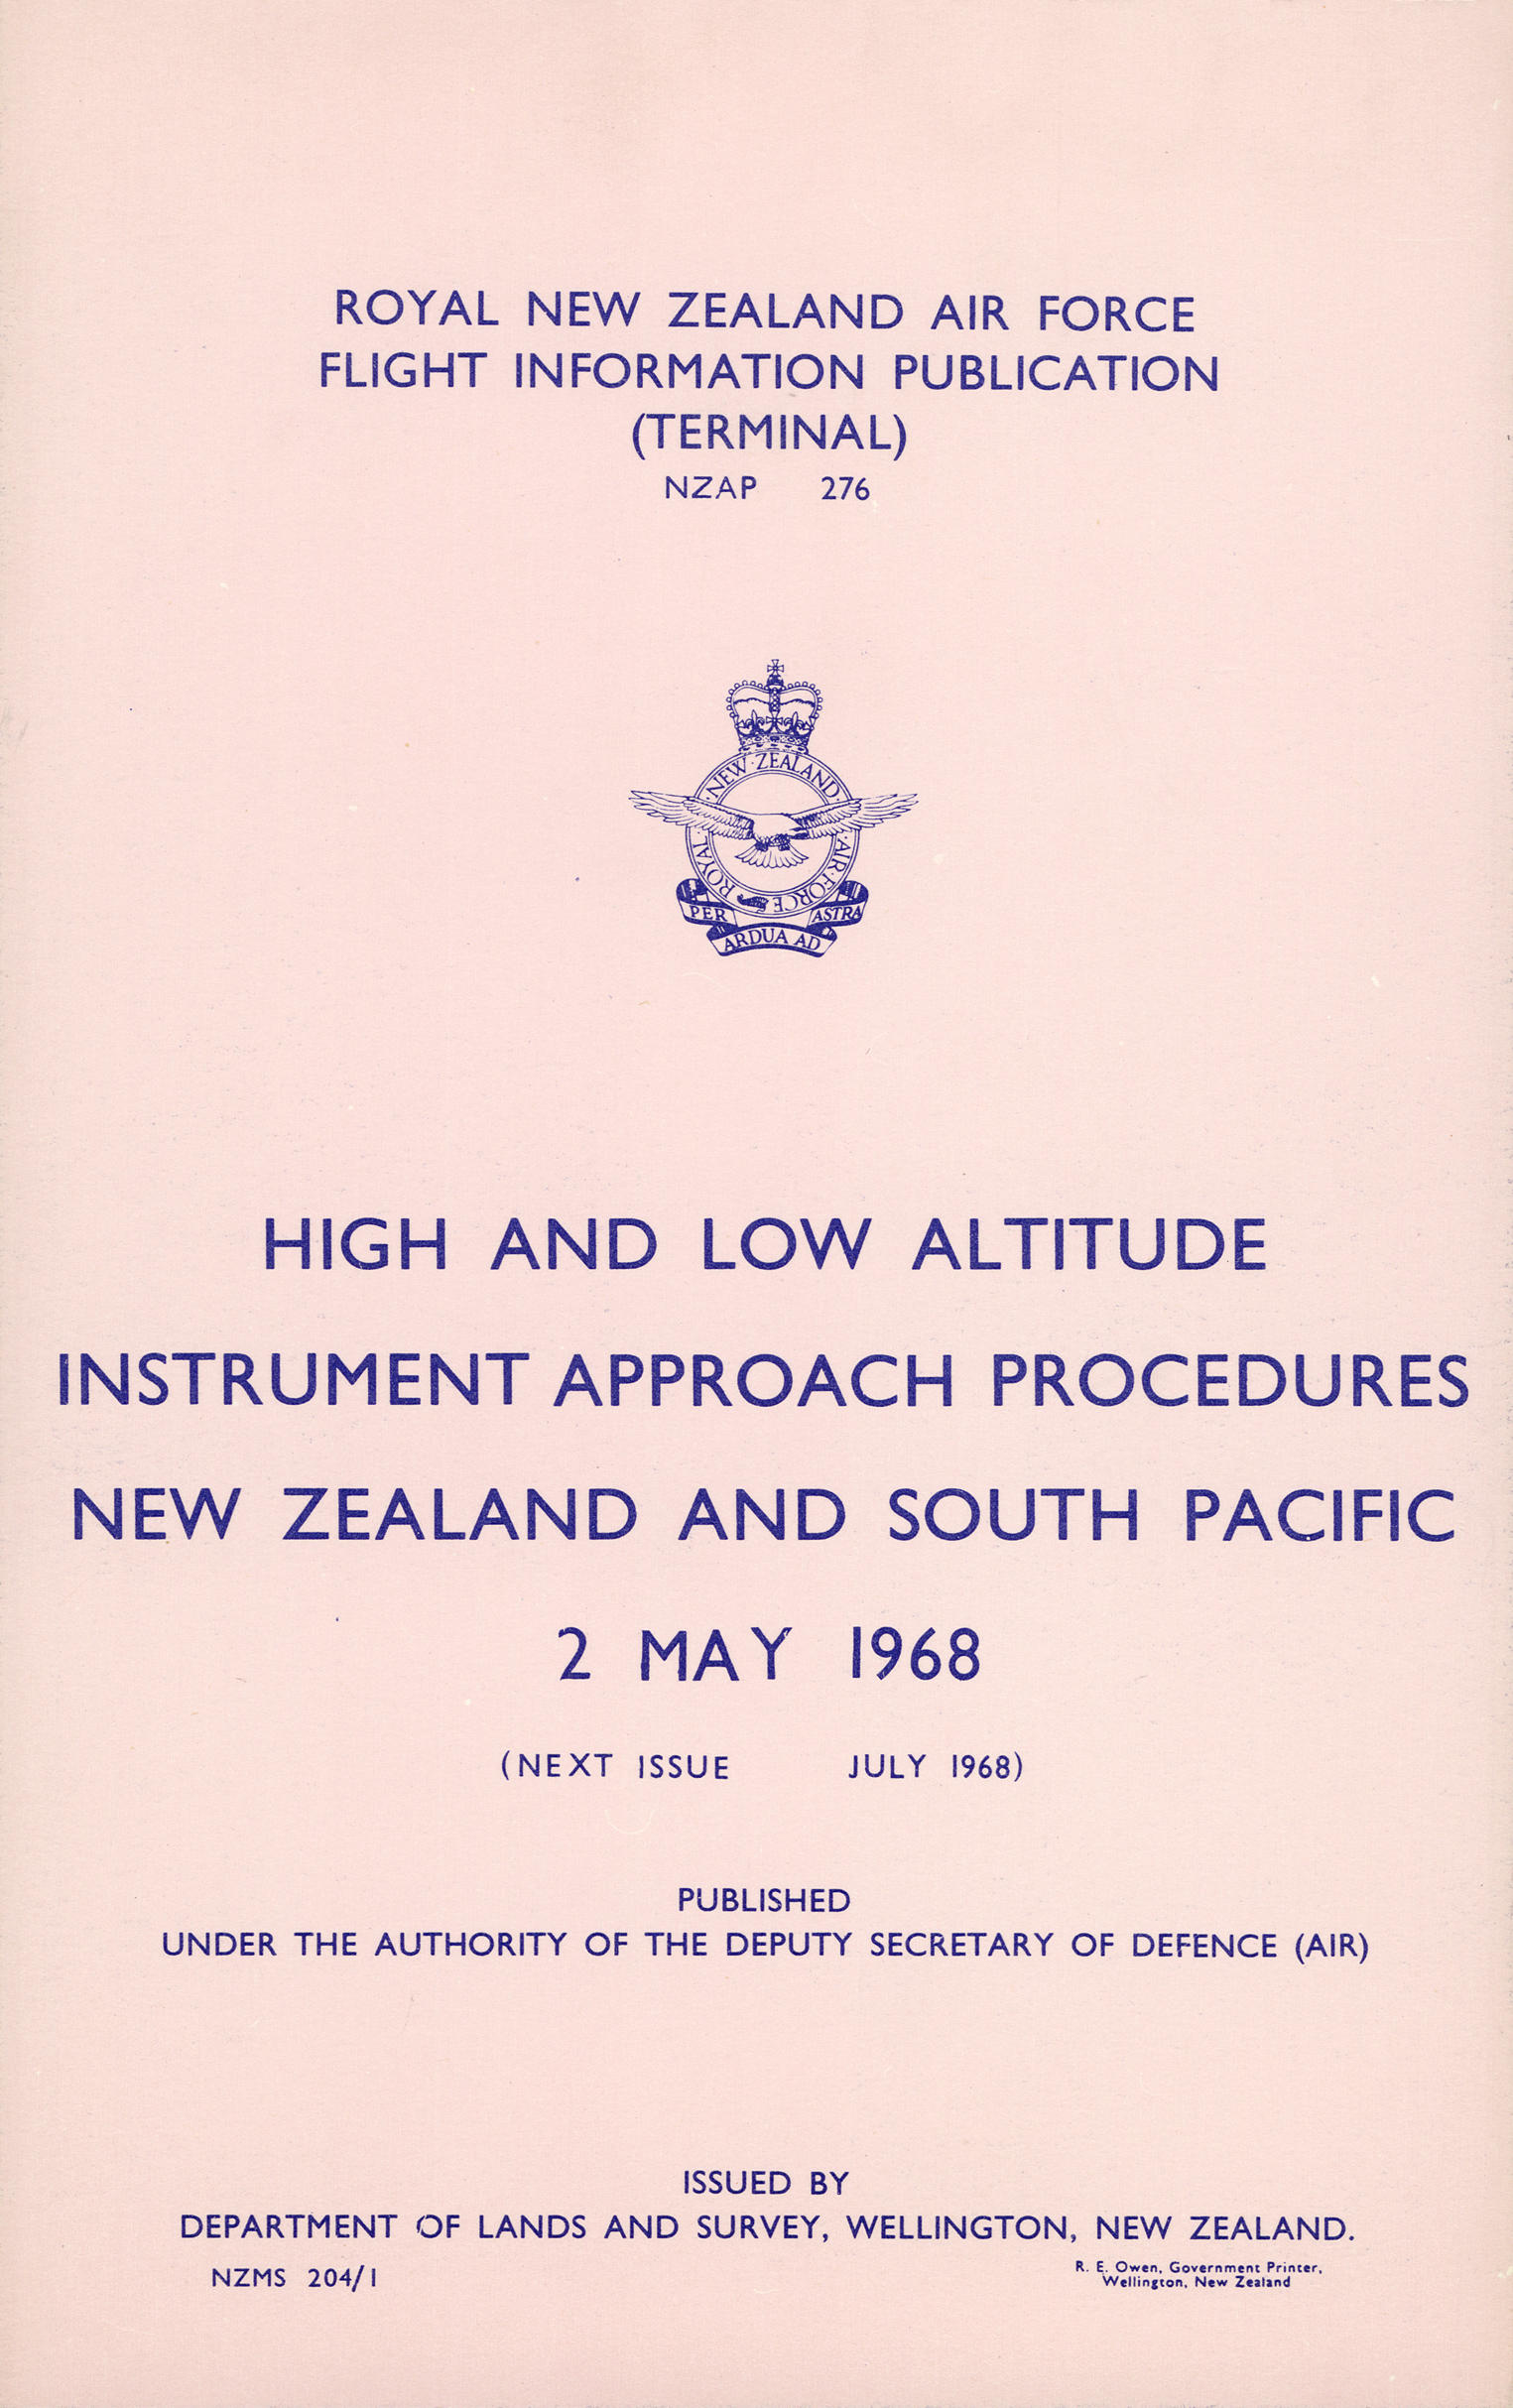 ROYAL NEW ZEALAND AIR FORCE
FLIGHT INFORMATION PUBLICATION
(TERMINAL)
NZAP 276
ROYAL · NEW · ZEALAND · AIR · FORCE
PER ARDUA AD ASTRA
HIGH AND LOW ALTITUDE
INSTRUMENT APPROACH PROCEDURES
NEW ZEALAND AND SOUTH PACIFIC
2 MAY 1968
(NEXT ISSUE JULY 1968)
PUBLISHED
UNDER THE AUTHORITY OF THE DEPUTY SECRETARY OF DEFENCE (AIR)
ISSUED BY
DEPARTMENT OF LANDS AND SURVEY, WELLINGTON, NEW ZEALAND.
NZMS 204/1
R. E. Owen, Government Printer,
Wellington, New Zealand